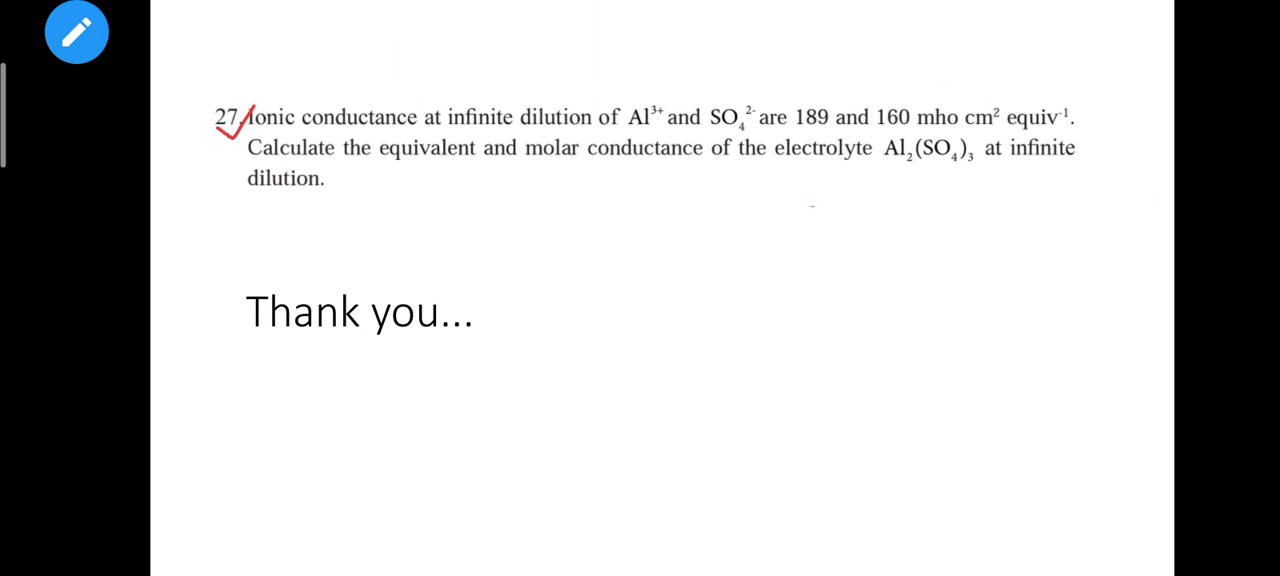 27. Ionic conductance at infinite dilution of Al³⁺ and SO₄²⁻ are 189 and 160 mho cm² equiv⁻¹.
Calculate the equivalent and molar conductance of the electrolyte Al₂(SO₄)₃ at infinite
dilution.
Thank you...